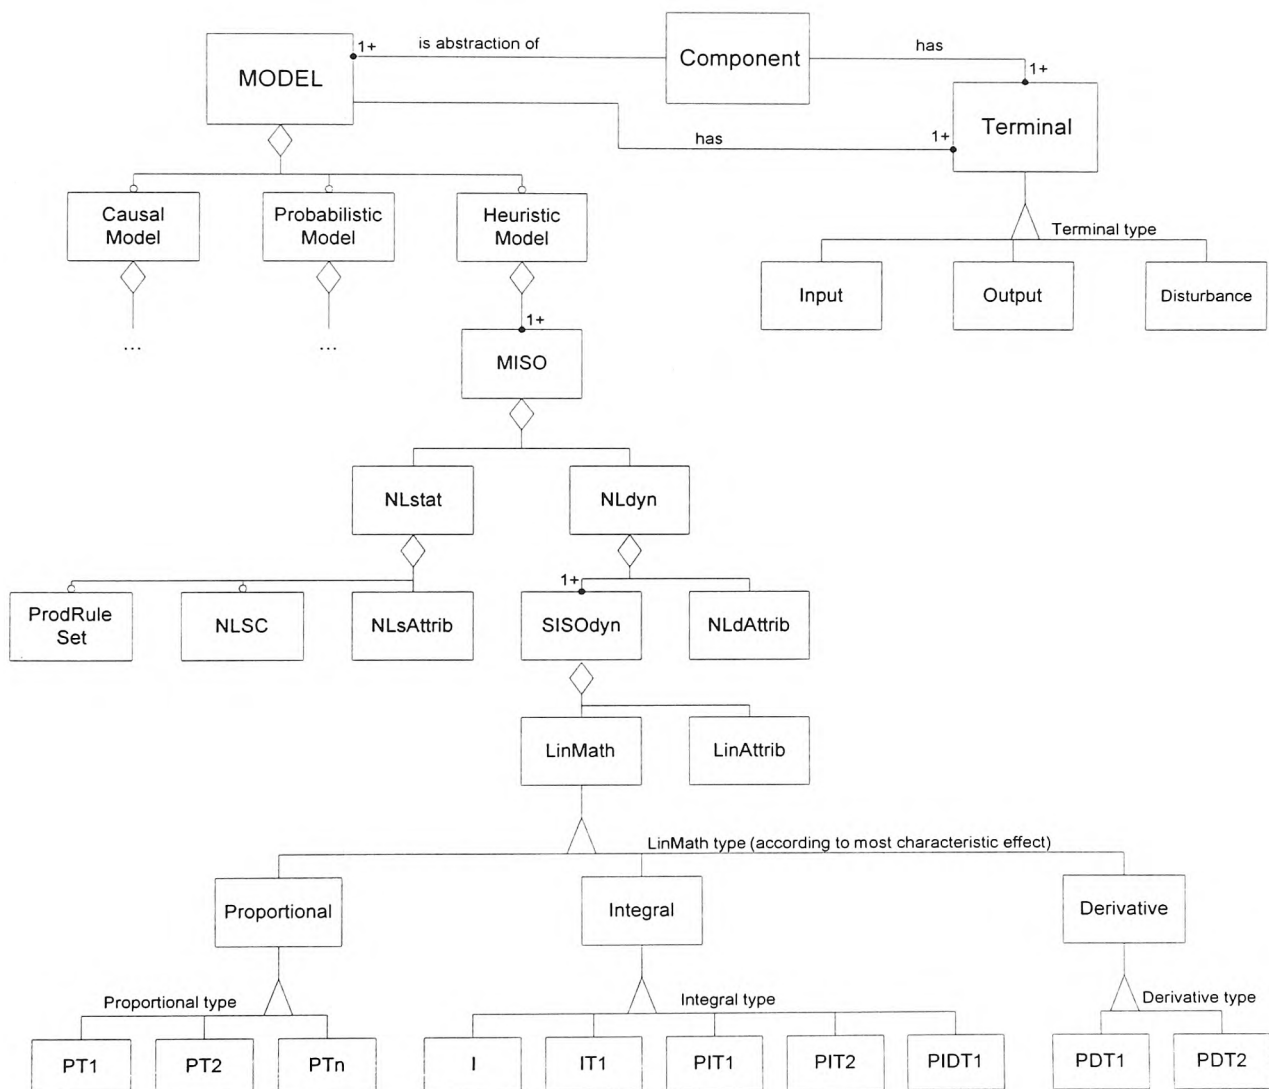 1+
is abstraction of
Component
has
MODEL
1+
Terminal
has
1+
Causal
Model
Probabilistic
Model
Heuristic
Model
Terminal type
Input
Output
Disturbance
...
...
1+
MISO
NLstat
NLdyn
1+
ProdRule
Set
NLSC
NLsAttrib
SISOdyn
NLdAttrib
LinMath
LinAttrib
LinMath type (according to most characteristic effect)
Proportional
Integral
Derivative
Proportional type
Integral type
Derivative type
PT1
PT2
PTn
I
IT1
PIT1
PIT2
PIDT1
PDT1
PDT2